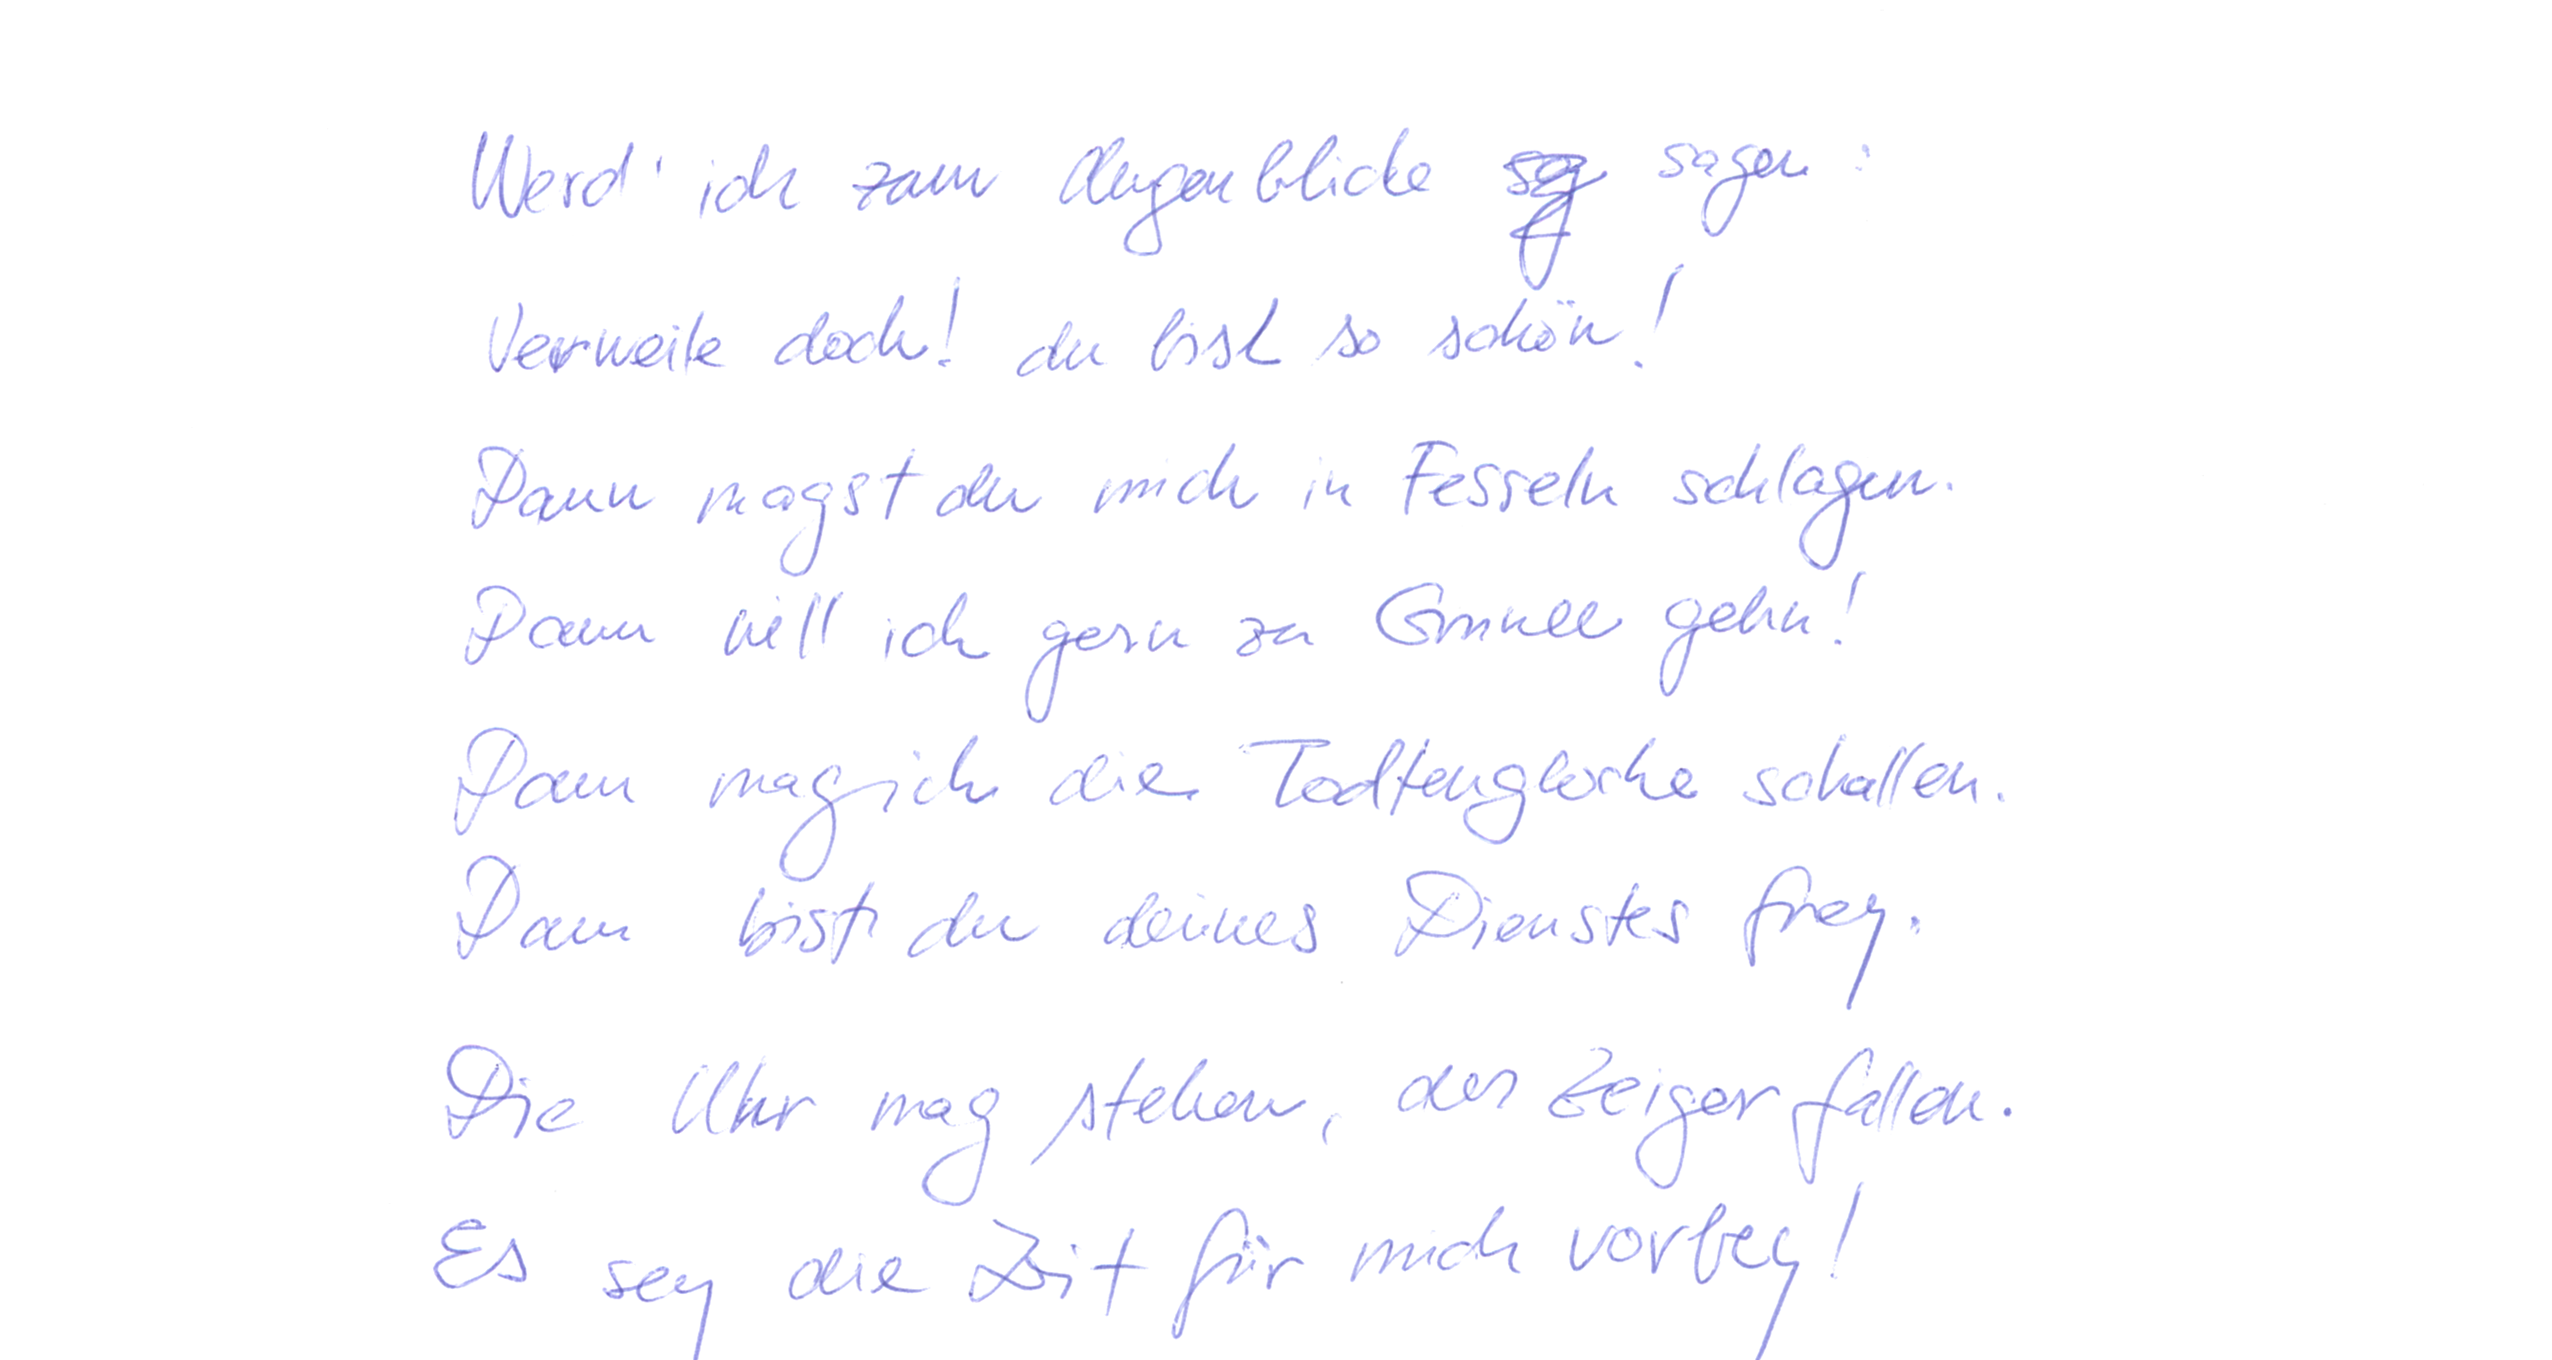 Werd' ich zum Augenblicke sagen:
Verweile doch! du bist so schön!
Dann magst du mich in Fesseln schlagen.
Dann will ich gern zu Grunde gehn!
Dann mag ich die Todtenglocke schallen.
Dann bist du deines Dienstes frey.
Die Uhr mag stehen, der Zeiger fallen.
Es sey die Zeit für mich vorbey!